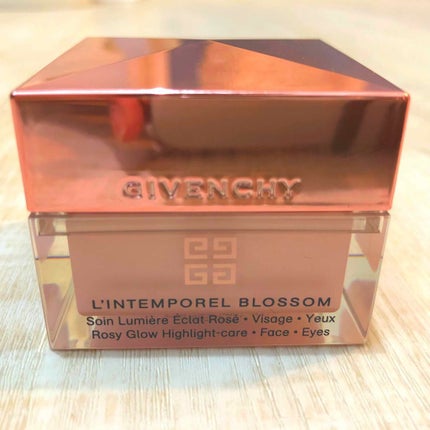 GIVENCHY
L'INTEMPOREL BLOSSOM
Soin Lumière Éclat Rosé • Visage • Yeux
Rosy Glow Highlight-care • Face • Eyes